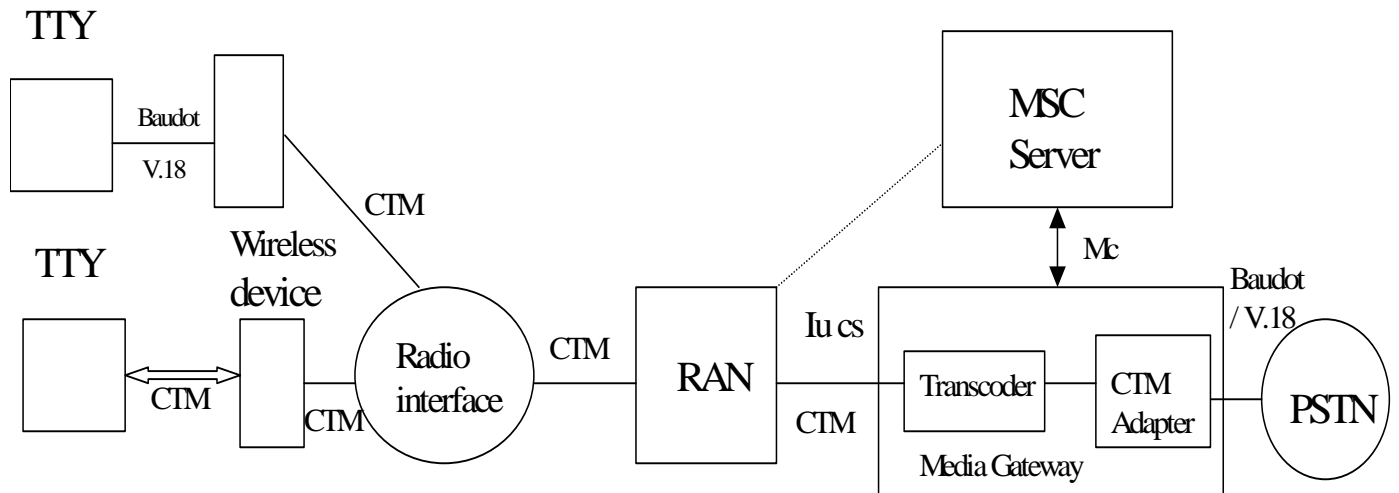 TTY
Baudot
V.18
CTM
MSC
Server
Mc
TTY
Wireless
device
CTM
CTM
Radio
interface
CTM
RAN
Iu cs
CTM
Transcoder
CTM
Adapter
Media Gateway
Baudot
/ V.18
PSTN